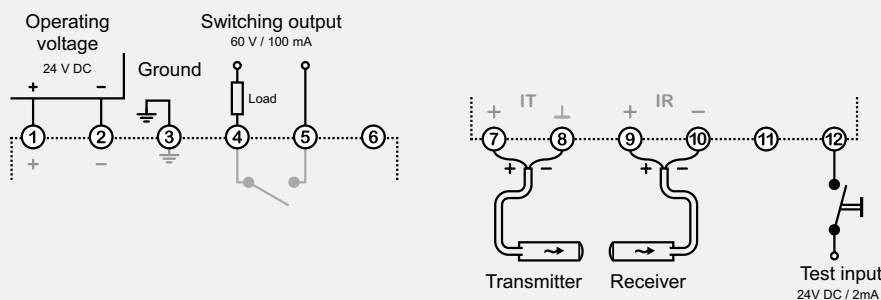 Operating
voltage
24 V DC
+ −
Ground
Switching output
60 V / 100 mA
Load
1 2 3 4 5 6
+ −
IT IR
+ ⊥ + −
7 8 9 10 11 12
+ − + −
Transmitter Receiver
Test input
24V DC / 2mA